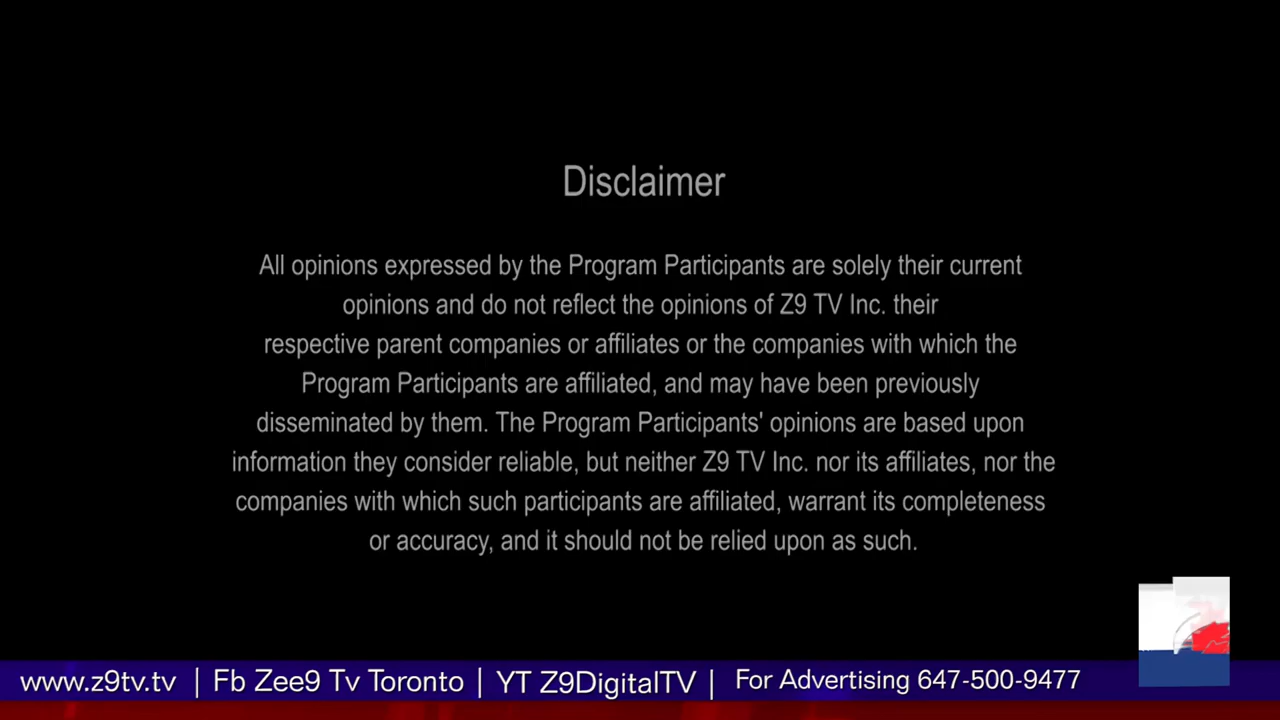 Disclaimer
All opinions expressed by the Program Participants are solely their current
opinions and do not reflect the opinions of Z9 TV Inc. their
respective parent companies or affiliates or the companies with which the
Program Participants are affiliated, and may have been previously
disseminated by them. The Program Participants' opinions are based upon
information they consider reliable, but neither Z9 TV Inc. nor its affiliates, nor the
companies with which such participants are affiliated, warrant its completeness
or accuracy, and it should not be relied upon as such.
www.z9tv.tv | Fb Zee9 Tv Toronto | YT Z9DigitalTV | For Advertising 647-500-9477